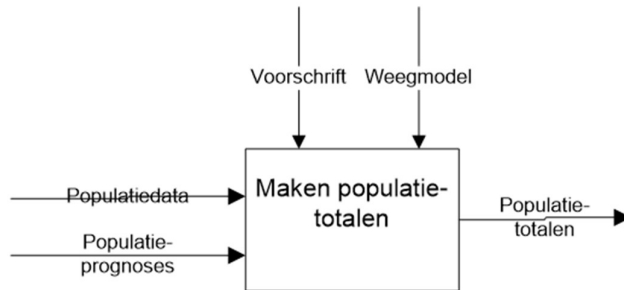 Voorschrift
Weegmodel
Maken populatie-
totalen
Populatiedata
Populatie-
prognoses
Populatie-
totalen